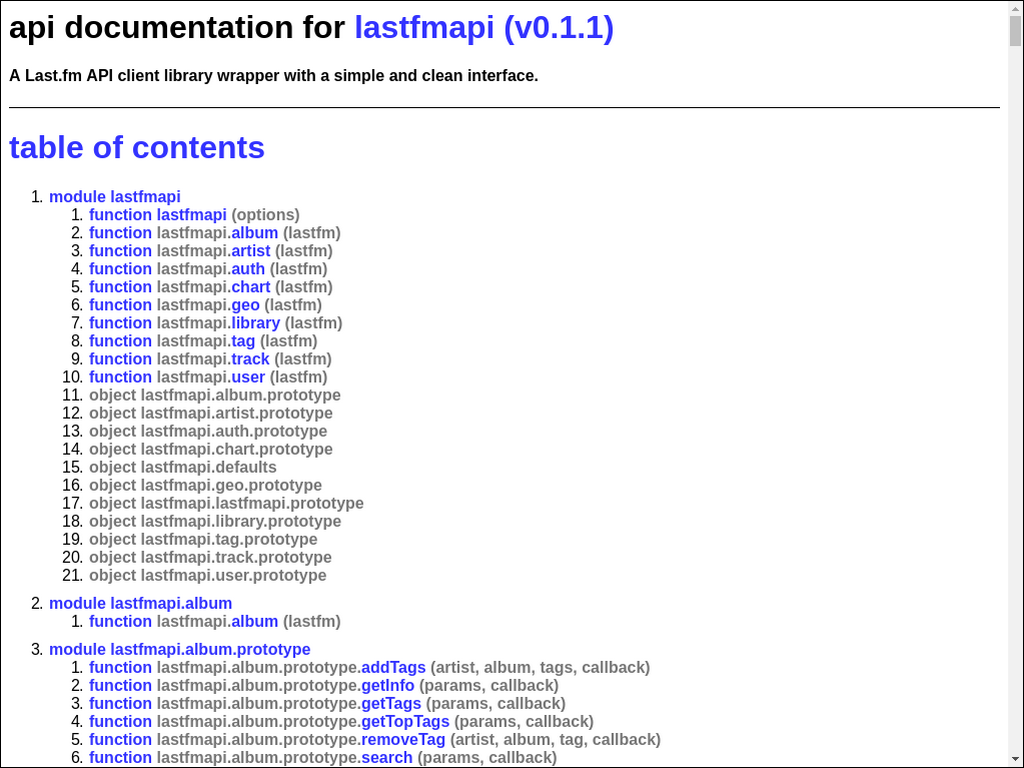 api documentation for lastfmapi (v0.1.1)
A Last.fm API client library wrapper with a simple and clean interface.
table of contents
1. module lastfmapi
1. function lastfmapi (options)
2. function lastfmapi.album (lastfm)
3. function lastfmapi.artist (lastfm)
4. function lastfmapi.auth (lastfm)
5. function lastfmapi.chart (lastfm)
6. function lastfmapi.geo (lastfm)
7. function lastfmapi.library (lastfm)
8. function lastfmapi.tag (lastfm)
9. function lastfmapi.track (lastfm)
10. function lastfmapi.user (lastfm)
11. object lastfmapi.album.prototype
12. object lastfmapi.artist.prototype
13. object lastfmapi.auth.prototype
14. object lastfmapi.chart.prototype
15. object lastfmapi.defaults
16. object lastfmapi.geo.prototype
17. object lastfmapi.lastfmapi.prototype
18. object lastfmapi.library.prototype
19. object lastfmapi.tag.prototype
20. object lastfmapi.track.prototype
21. object lastfmapi.user.prototype
2. module lastfmapi.album
1. function lastfmapi.album (lastfm)
3. module lastfmapi.album.prototype
1. function lastfmapi.album.prototype.addTags (artist, album, tags, callback)
2. function lastfmapi.album.prototype.getInfo (params, callback)
3. function lastfmapi.album.prototype.getTags (params, callback)
4. function lastfmapi.album.prototype.getTopTags (params, callback)
5. function lastfmapi.album.prototype.removeTag (artist, album, tag, callback)
6. function lastfmapi.album.prototype.search (params, callback)